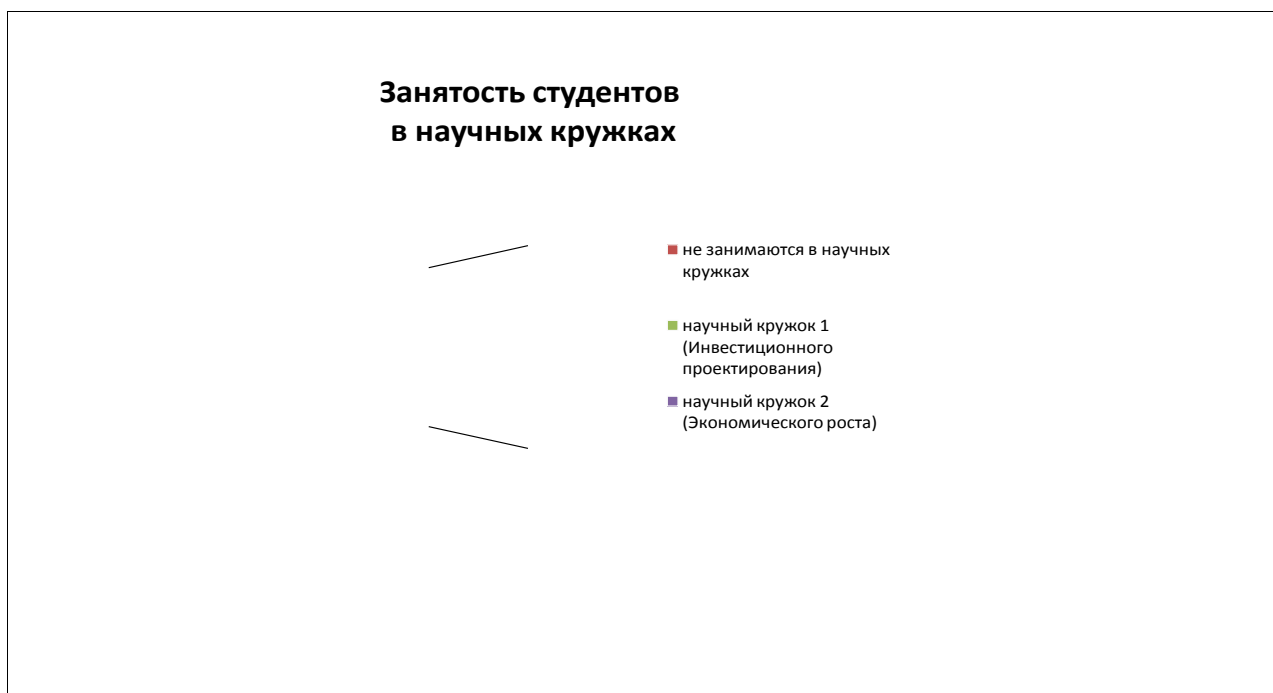 Занятость студентов
в научных кружках
не занимаются в научных
кружках
научный кружок 1
(Инвестиционного
проектирования)
научный кружок 2
(Экономического роста)